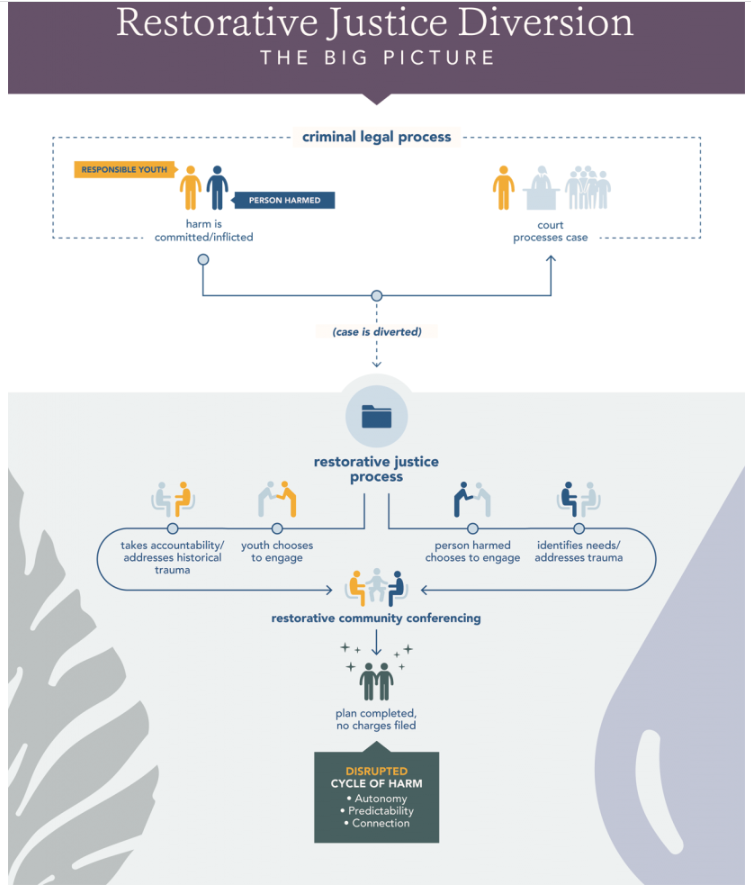 Restorative Justice Diversion
THE BIG PICTURE
criminal legal process
RESPONSIBLE YOUTH
PERSON HARMED
harm is
committed/inflicted
court
processes case
(case is diverted)
restorative justice
process
takes accountability/
addresses historical
trauma
youth chooses
to engage
person harmed
chooses to engage
identifies needs/
addresses trauma
restorative community conferencing
plan completed,
no charges filed
DISRUPTED
CYCLE OF HARM
• Autonomy
• Predictability
• Connection